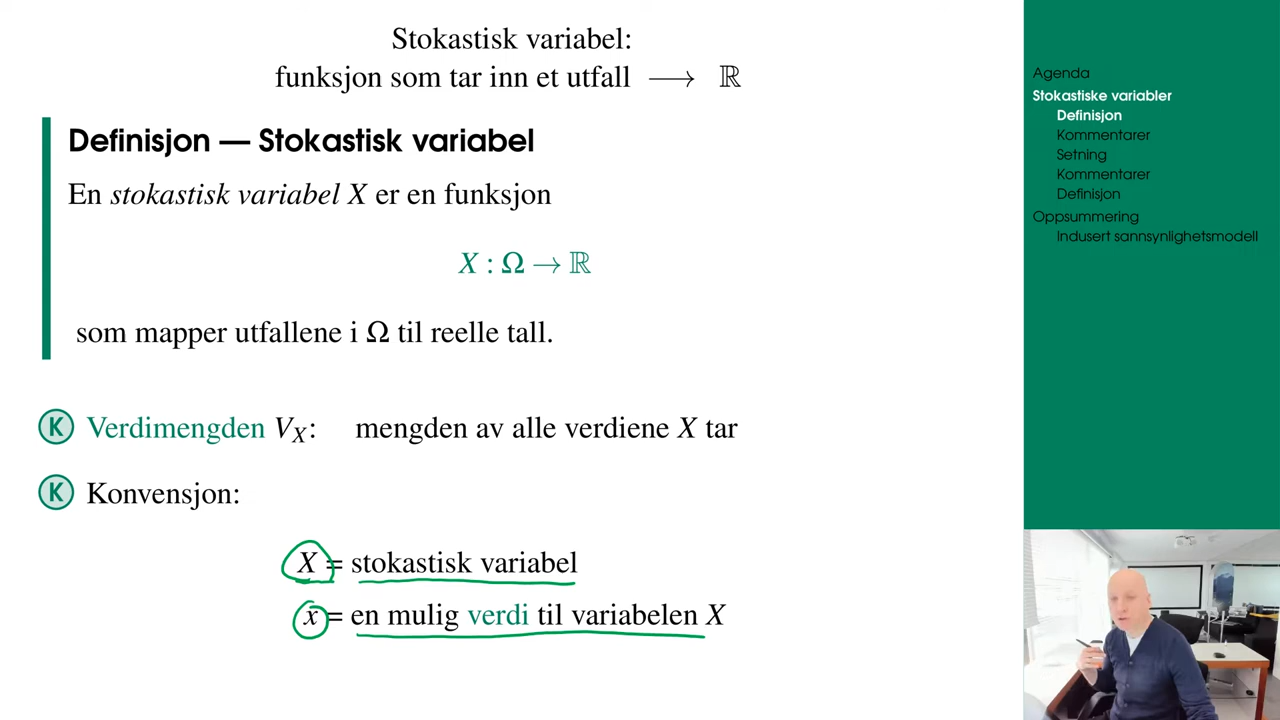 Stokastisk variabel:
funksjon som tar inn et utfall ⟶ ℝ
Definisjon — Stokastisk variabel
En stokastisk variabel X er en funksjon
X : Ω → ℝ
som mapper utfallene i Ω til reelle tall.
K Verdimengden V_X: mengden av alle verdiene X tar
K Konvensjon:
X = stokastisk variabel
x = en mulig verdi til variabelen X
Agenda
Stokastiske variabler
Definisjon
Kommentarer
Setning
Kommentarer
Definisjon
Oppsummering
Indusert sannsynlighetsmodell